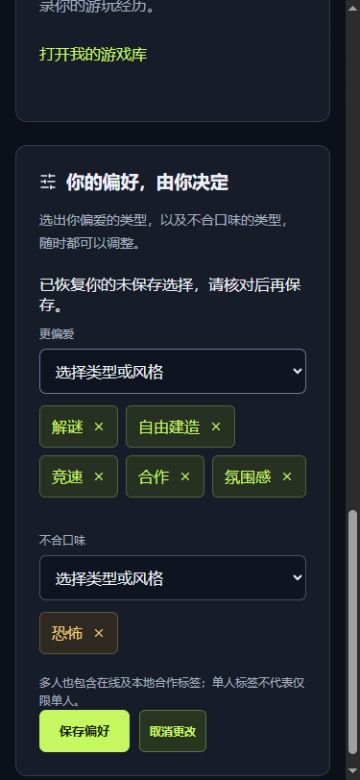 录你的游玩经历。
打开我的游戏库
你的偏好，由你决定
选出你偏爱的类型，以及不合口味的类型，
随时都可以调整。
已恢复你的未保存选择，请核对后再保
存。
更偏爱
选择类型或风格
解谜 × 自由建造 ×
竞速 × 合作 × 氛围感 ×
不合口味
选择类型或风格
恐怖 ×
多人也包含在线及本地合作标签；单人标签不代表仅
限单人。
保存偏好 取消更改